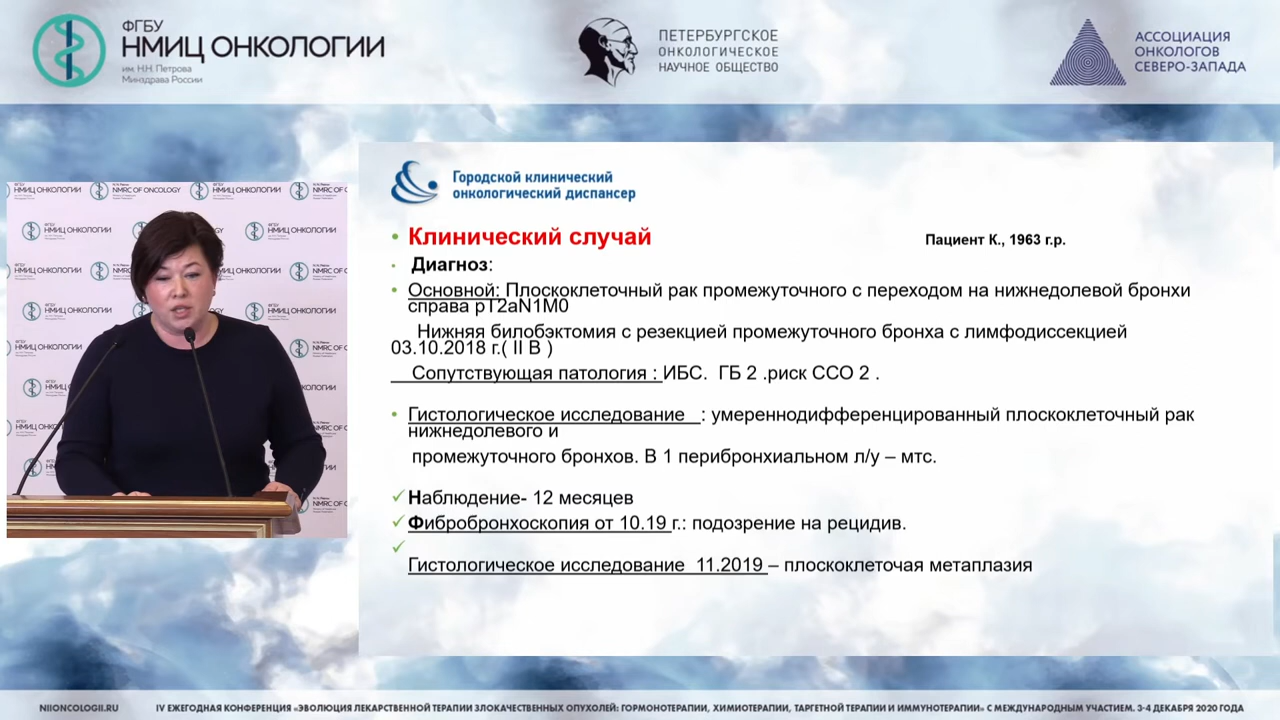 ФГБУ
НМИЦ ОНКОЛОГИИ
им. Н.Н. Петрова
Минздрава России
ПЕТЕРБУРГСКОЕ
ОНКОЛОГИЧЕСКОЕ
НАУЧНОЕ ОБЩЕСТВО
АССОЦИАЦИЯ
ОНКОЛОГОВ
СЕВЕРО-ЗАПАДА
Городской клинический
онкологический диспансер
• Клинический случай
Пациент К., 1963 г.р.
• Диагноз:
• Основной: Плоскоклеточный рак промежуточного с переходом на нижнедолевой бронхи
справа pT2aN1M0
Нижняя билобэктомия с резекцией промежуточного бронха с лимфодиссекцией
03.10.2018 г.( II B )
Сопутствующая патология : ИБС. ГБ 2 .риск ССО 2 .
• Гистологическое исследование : умереннодифференцированный плоскоклеточный рак
нижнедолевого и
промежуточного бронхов. В 1 перибронхиальном л/у – мтс.
✓ Наблюдение- 12 месяцев
✓ Фибробронхоскопия от 10.19 г.: подозрение на рецидив.
✓
Гистологическое исследование 11.2019 – плоскоклеточая метаплазия
NIIONCOLOGII.RU
IV ЕЖЕГОДНАЯ КОНФЕРЕНЦИЯ «ЭВОЛЮЦИЯ ЛЕКАРСТВЕННОЙ ТЕРАПИИ ЗЛОКАЧЕСТВЕННЫХ ОПУХОЛЕЙ: ГОРМОНОТЕРАПИИ, ХИМИОТЕРАПИИ, ТАРГЕТНОЙ ТЕРАПИИ И ИММУНОТЕРАПИИ» С МЕЖДУНАРОДНЫМ УЧАСТИЕМ. 3-4 ДЕКАБРЯ 2020 ГОДА